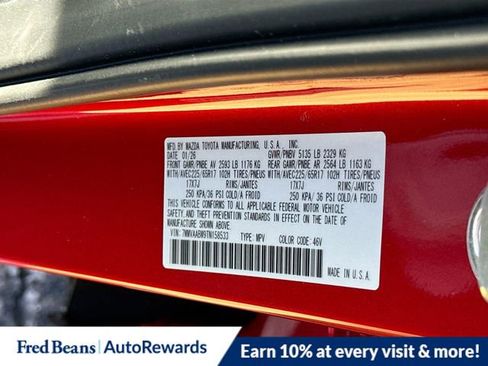 MFD. BY MAZDA TOYOTA MANUFACTURING, U.S.A., INC.
DATE: 01/26 GVWR/PNBV 5135 LB 2329 KG
FRONT GAWR/PNBE AV 2593 LB 1176 KG REAR GAWR/PNBE AR 2564 LB 1163 KG
WITH/AVEC225/65R17 102H TIRES/PNEUS WITH/AVEC225/65R17 102H TIRES/PNEUS
17X7J RIMS/JANTES 17X7J RIMS/JANTES
250 KPA/ 36 PSI COLD/A FROID 250 KPA/ 36 PSI COLD/A FROID
THIS VEHICLE CONFORMS TO ALL APPLICABLE FEDERAL MOTOR VEHICLE
SAFETY, AND THEFT PREVENTION STANDARDS IN EFFECT ON THE DATE OF
MANUFACTURE SHOWN ABOVE.
VIN: 7MMVAABW9TN158533 TYPE: MPV COLOR CODE: 46V
MADE IN U.S.A.
Fred Beans | AutoRewards
Earn 10% at every visit & more!